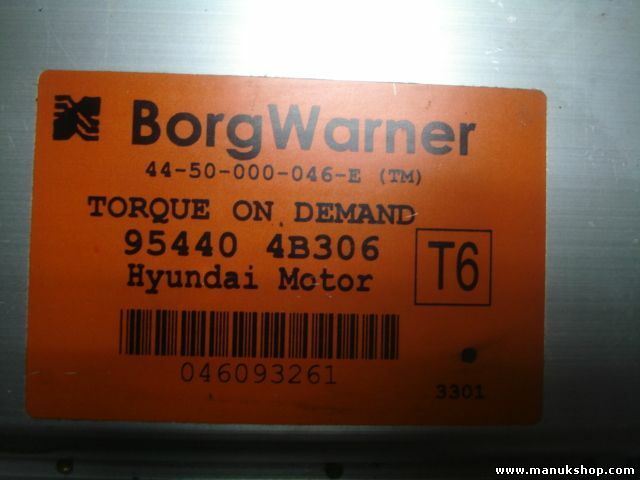 BorgWarner
44-50-000-046-E (TM)
TORQUE ON DEMAND
95440 4B306
Hyundai Motor
T6
046093261
3301
www.manukshop.com